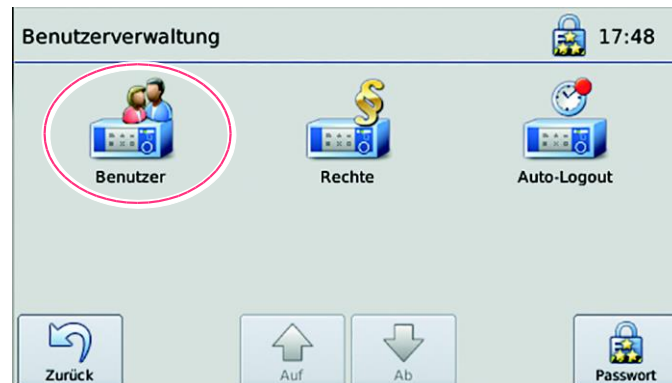 Benutzerverwaltung 17:48
Benutzer Rechte Auto-Logout
Zurück Auf Ab Passwort